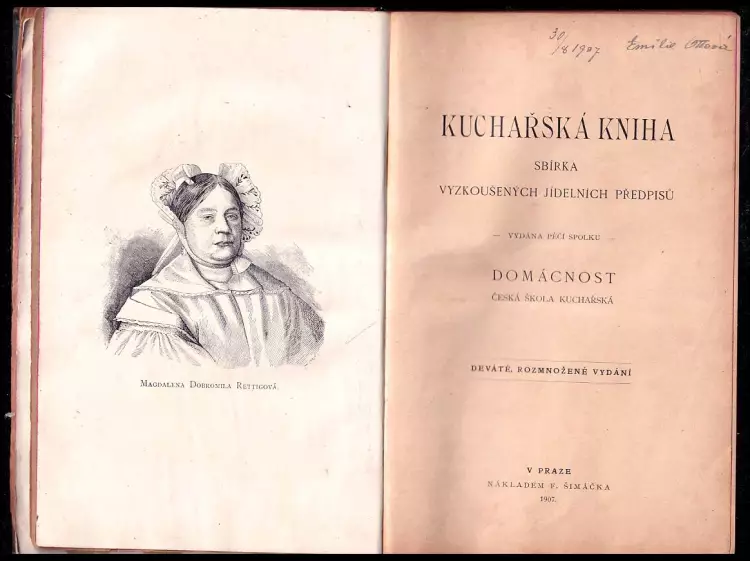 Magdalena Dobromila Rettigová.
30/8 1907 Emilie
KUCHAŘSKÁ KNIHA
SBÍRKA
VYZKOUŠENÝCH JÍDELNÍCH PŘEDPISŮ
— VYDÁNA PÉČÍ SPOLKU —
DOMÁCNOST
ČESKÁ ŠKOLA KUCHAŘSKÁ
DEVÁTÉ, ROZMNOŽENÉ VYDÁNÍ
V PRAZE
NÁKLADEM F. ŠIMÁČKA
1907.